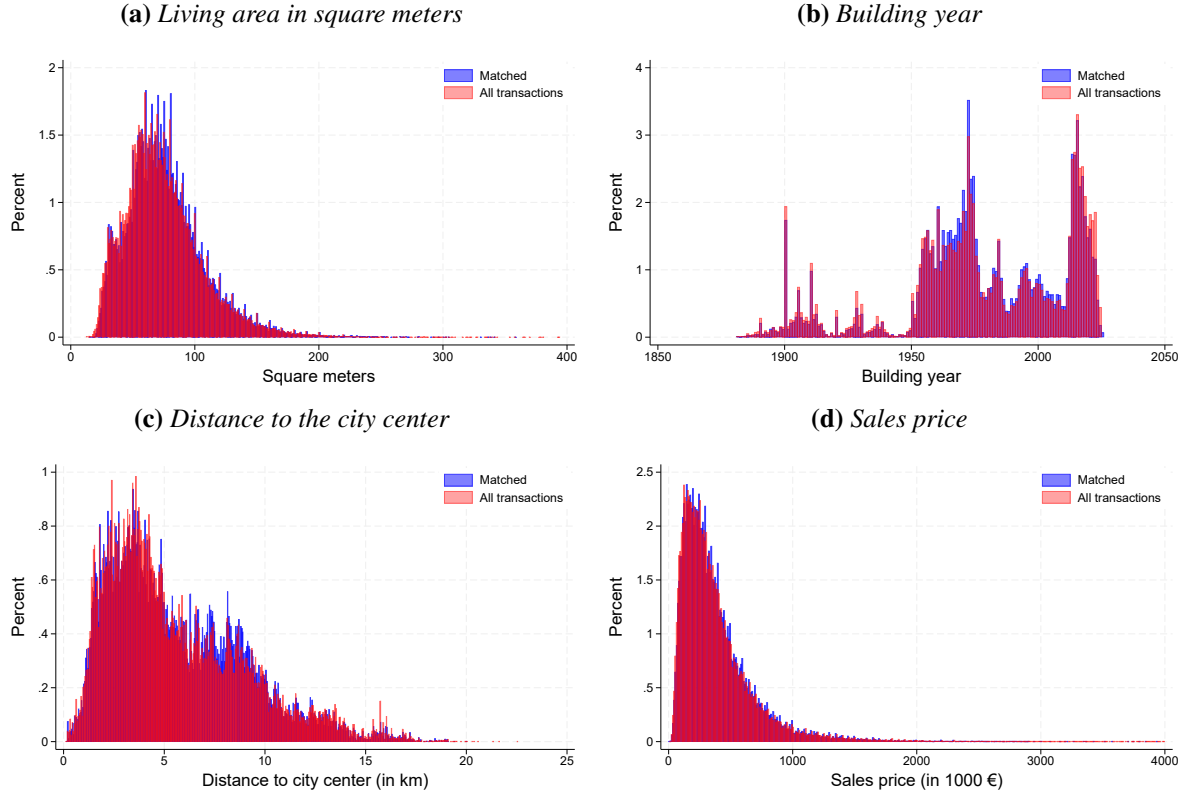 (a) Living area in square meters
2
1.5
1
.5
0
Percent
0 100 200 300 400
Square meters
Matched
All transactions
(b) Building year
4
3
2
1
0
Percent
1850 1900 1950 2000 2050
Building year
Matched
All transactions
(c) Distance to the city center
1
.8
.6
.4
.2
0
Percent
0 5 10 15 20 25
Distance to city center (in km)
Matched
All transactions
(d) Sales price
2.5
2
1.5
1
.5
0
Percent
0 1000 2000 3000 4000
Sales price (in 1000 €)
Matched
All transactions